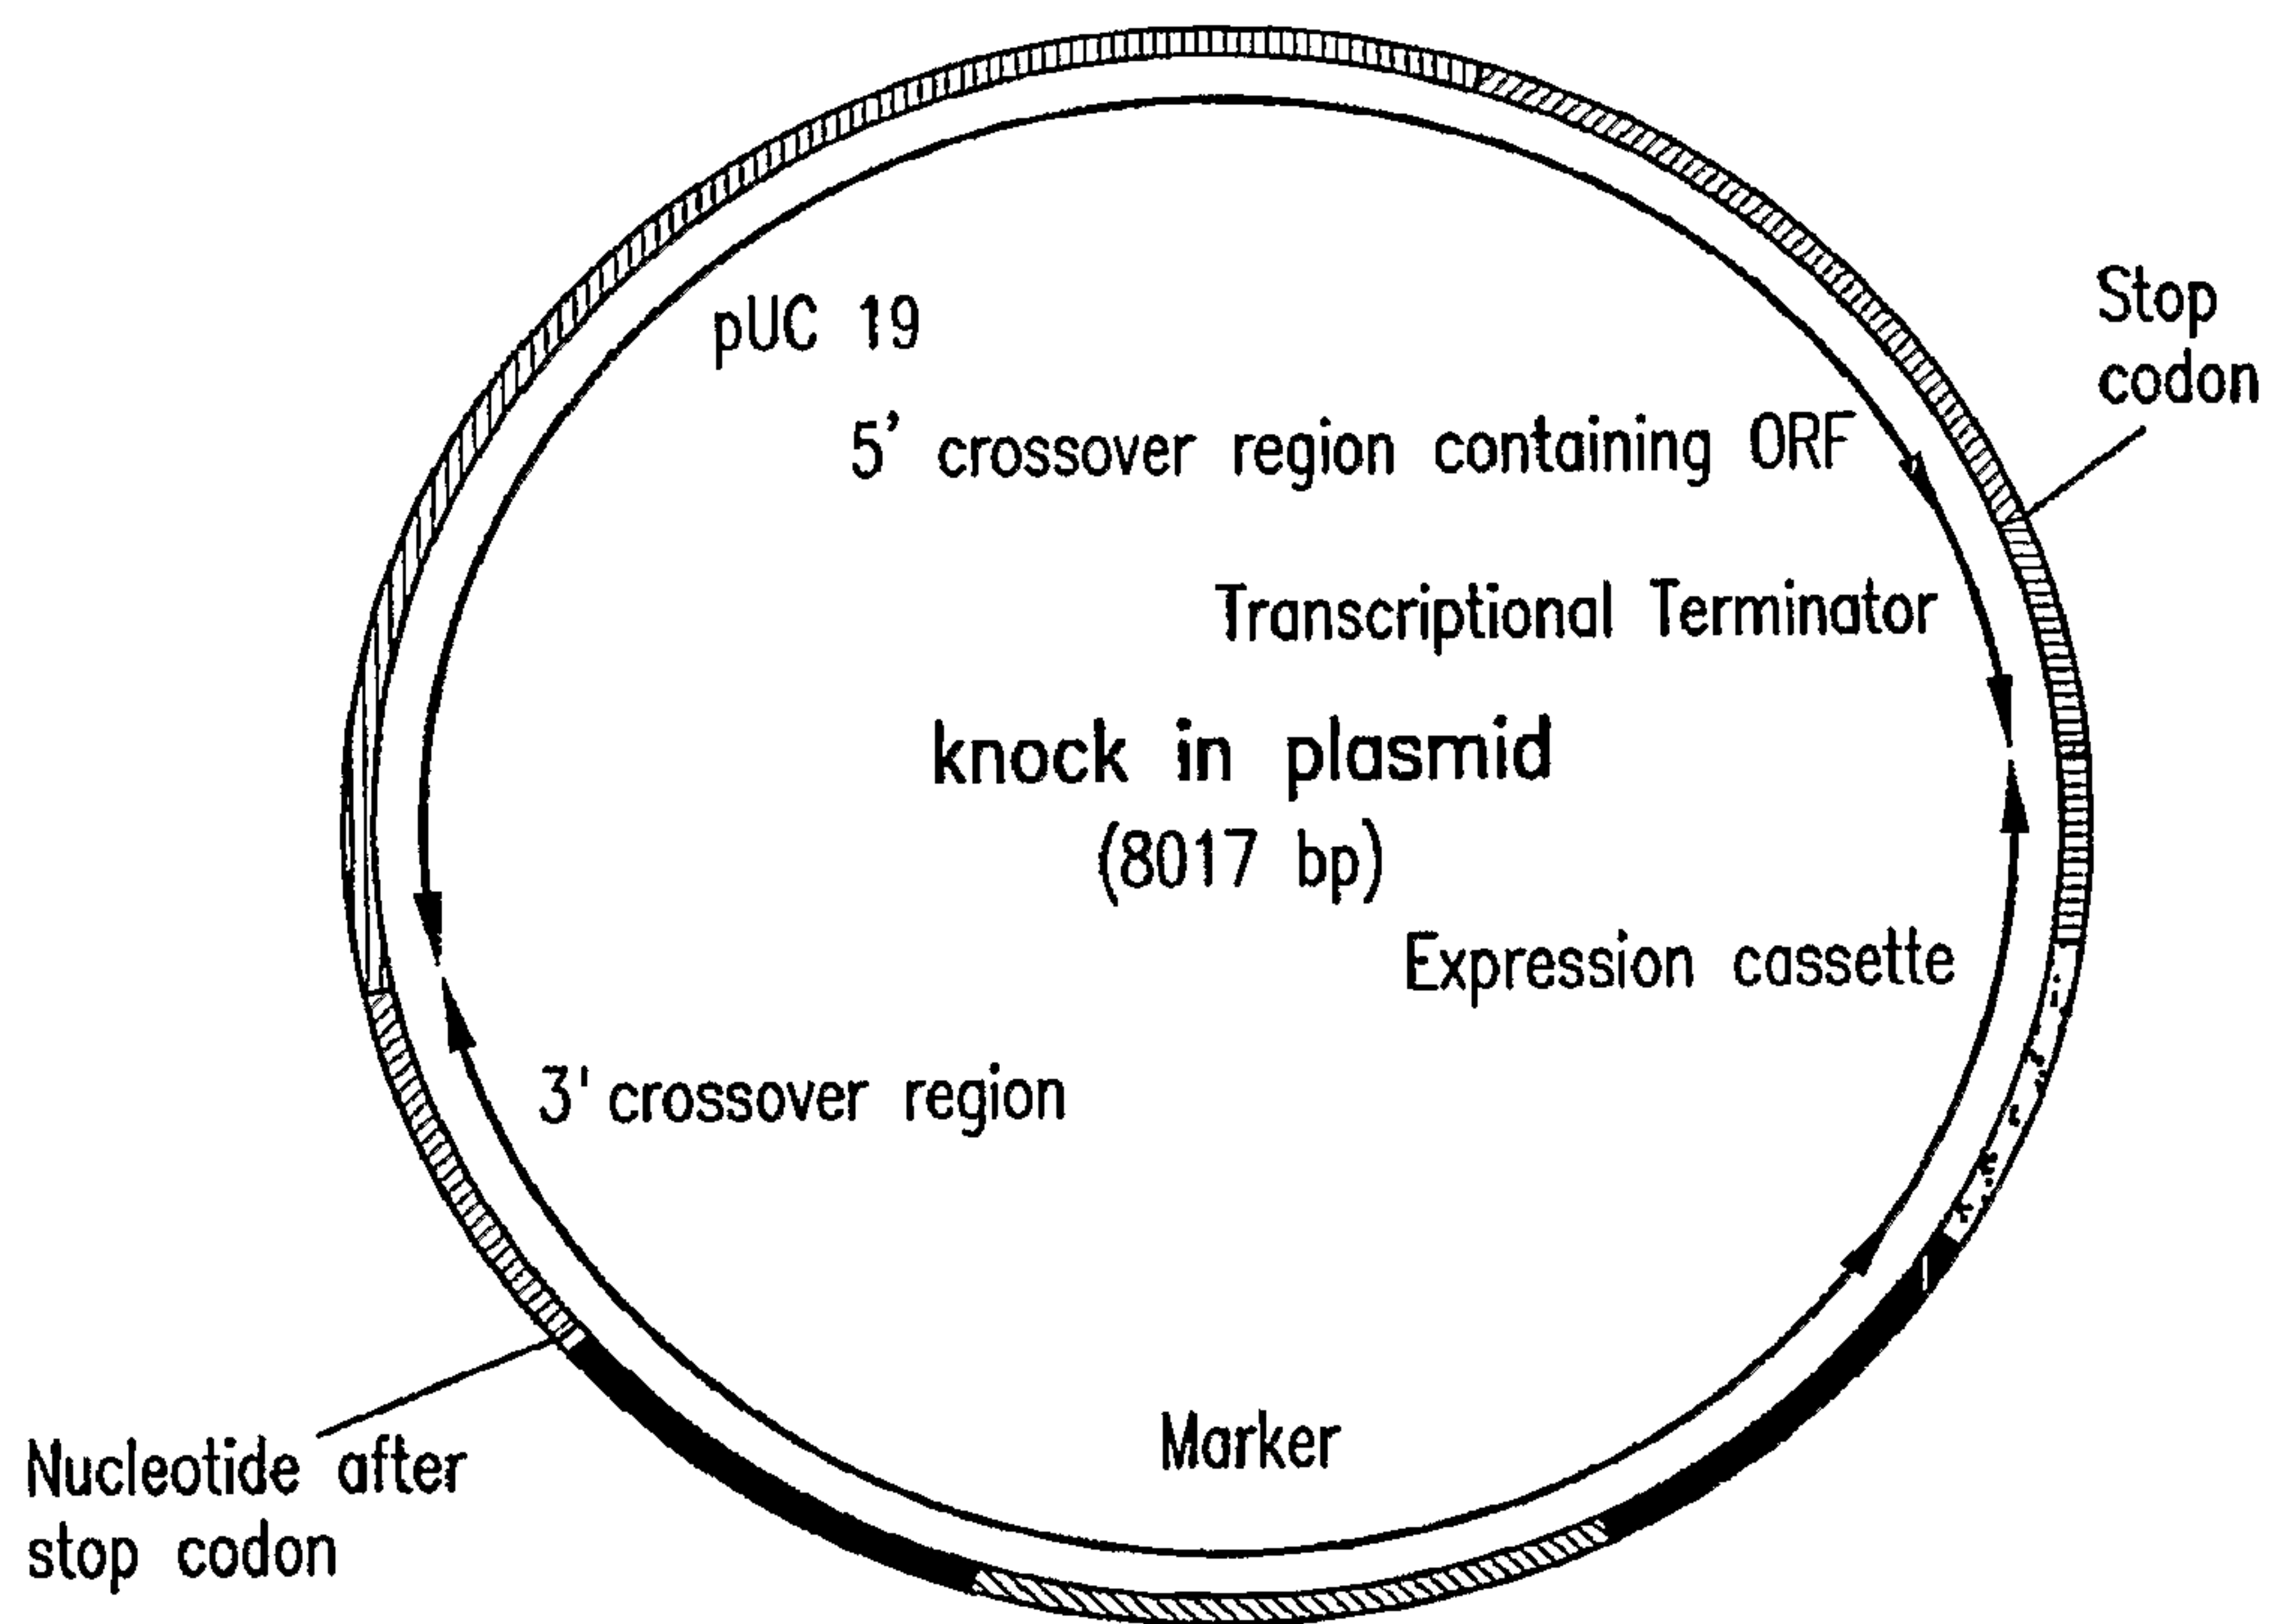 pUC 19
Stop
codon
5’ crossover region containing ORF
Transcriptional Terminator
knock in plasmid
(8017 bp)
Expression cassette
3' crossover region
Marker
Nucleotide after
stop codon